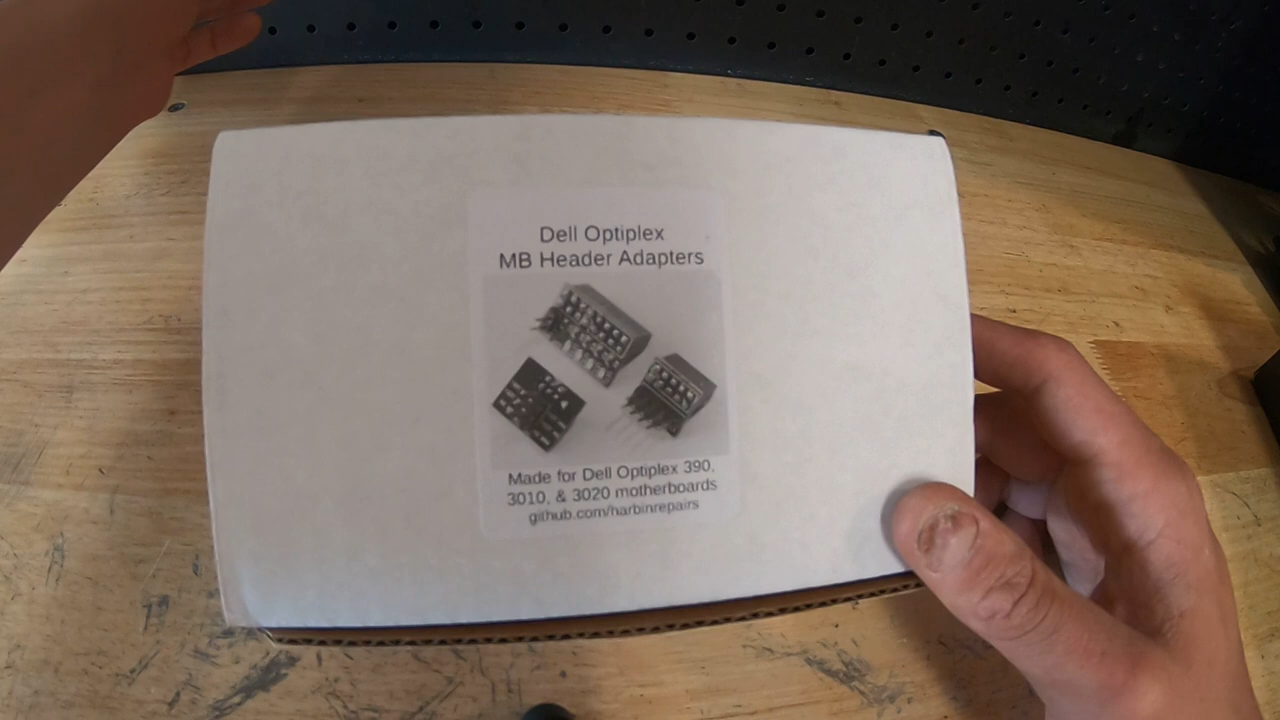 Dell Optiplex
MB Header Adapters
Made for Dell Optiplex 390,
3010, & 3020 motherboards
github.com/harbinrepairs